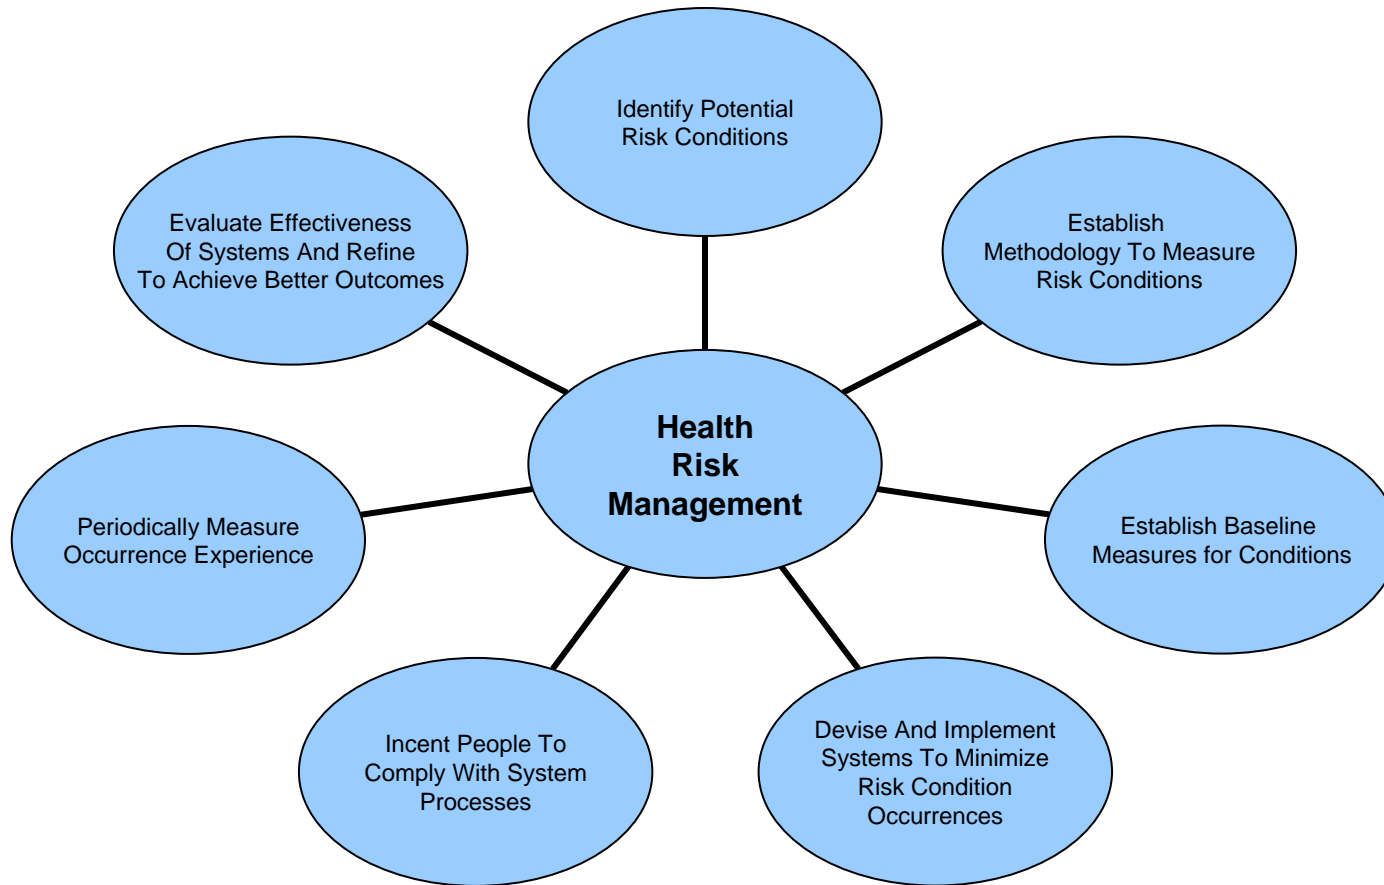 Identify Potential
Risk Conditions
Evaluate Effectiveness
Of Systems And Refine
To Achieve Better Outcomes
Establish
Methodology To Measure
Risk Conditions
Health
Risk
Management
Periodically Measure
Occurrence Experience
Establish Baseline
Measures for Conditions
Incent People To
Comply With System
Processes
Devise And Implement
Systems To Minimize
Risk Condition
Occurrences